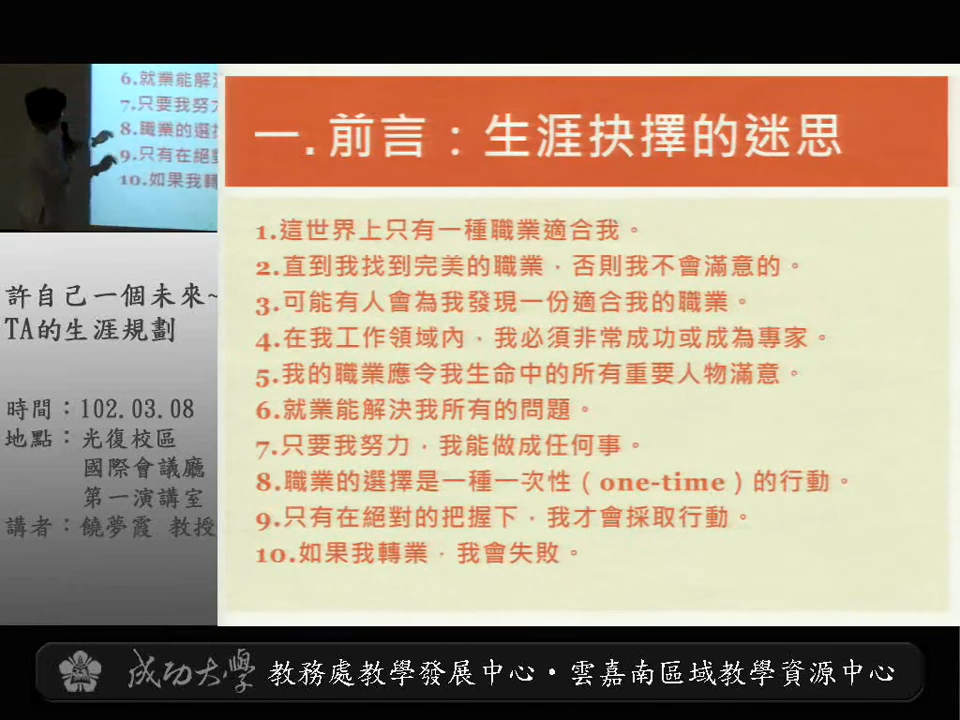 6.就業能解決
7.只要我努力
8.職業的選擇
9.只有在絕對
10.如果我轉
一.前言：生涯抉擇的迷思
1.這世界上只有一種職業適合我。
2.直到我找到完美的職業，否則我不會滿意的。
3.可能有人會為我發現一份適合我的職業。
4.在我工作領域內，我必須非常成功或成為專家。
5.我的職業應令我生命中的所有重要人物滿意。
6.就業能解決我所有的問題。
7.只要我努力，我能做成任何事。
8.職業的選擇是一種一次性（one-time）的行動。
9.只有在絕對的把握下，我才會採取行動。
10.如果我轉業，我會失敗。
許自己一個未來~
TA的生涯規劃
時間：102.03.08
地點：光復校區
國際會議廳
第一演講室
講者：饒夢霞 教授
成功大學 教務處教學發展中心・雲嘉南區域教學資源中心